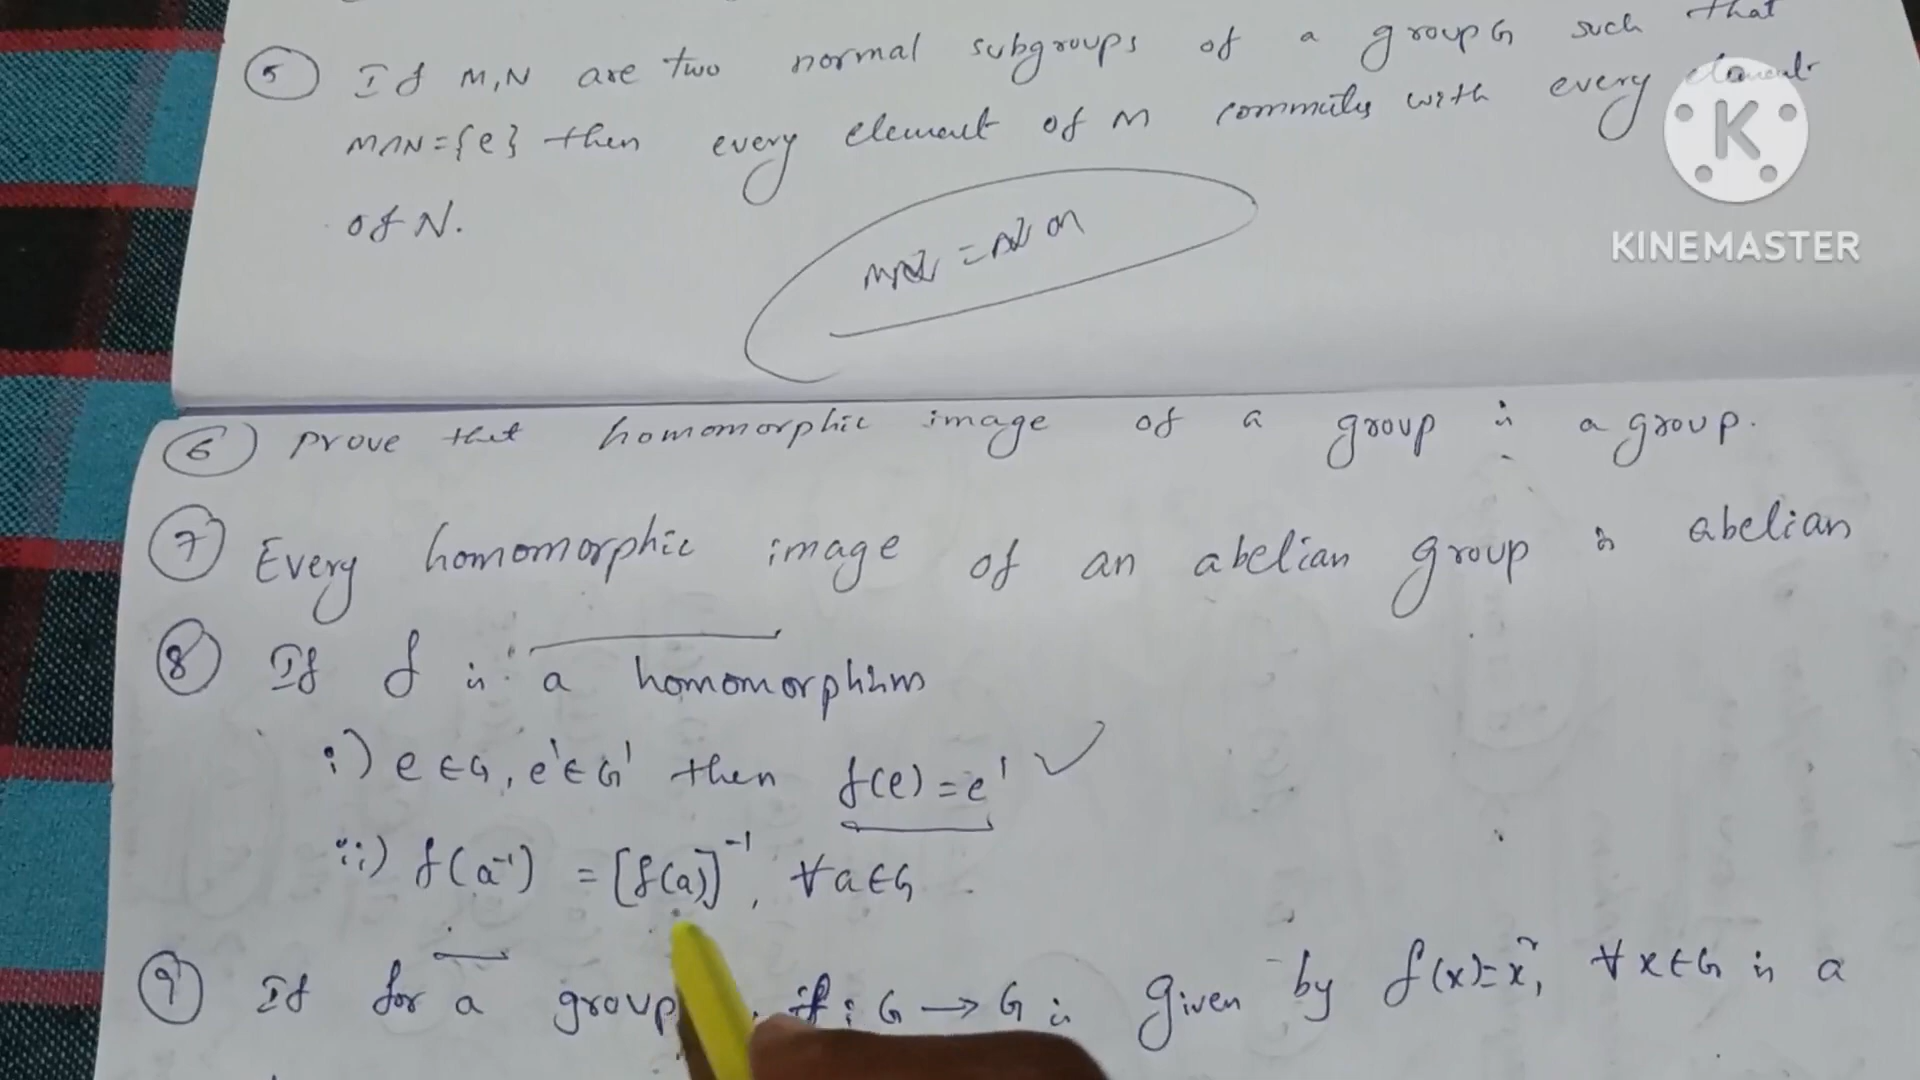 5 If M,N are two normal subgroups of a group G such that
M∩N={e} then every element of M commutes with every element
of N.
K
KINEMASTER
6 prove that homomorphic image of a group is a group.
7 Every homomorphic image of an abelian group is abelian
8 If f is a homomorphism
i) e∈G, e'∈G' then f(e)=e' ✓
ii) f(a⁻¹) = [f(a)]⁻¹, ∀a∈G
9 If for a group f: G → G is given by f(x)=x², ∀x∈G is a